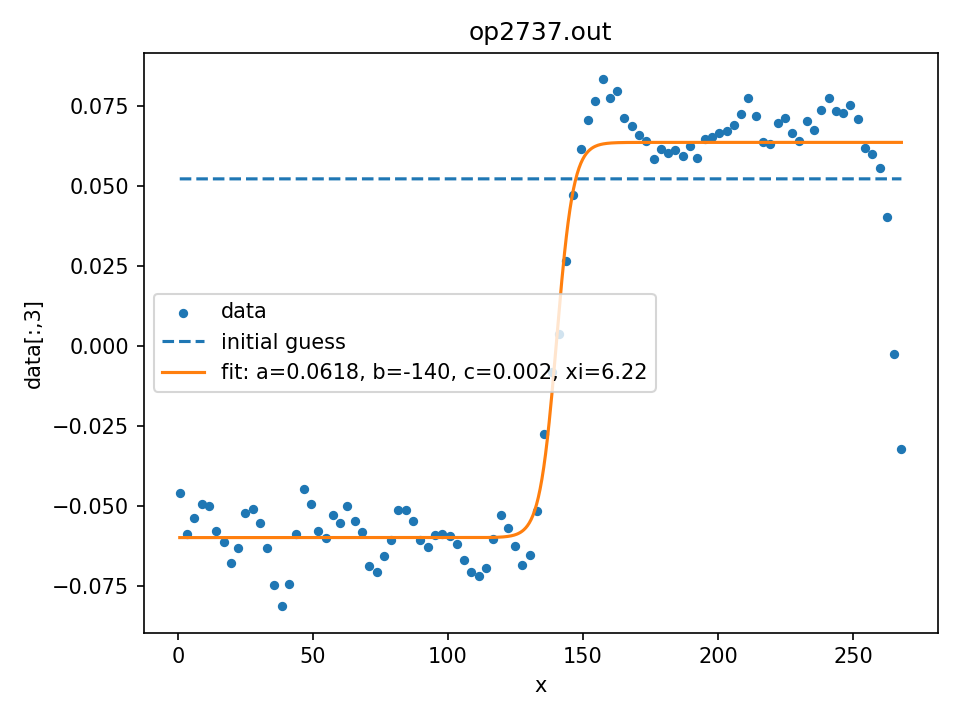 op2737.out
data[:,3]
0.075
0.050
0.025
0.000
−0.025
−0.050
−0.075
data
initial guess
fit: a=0.0618, b=-140, c=0.002, xi=6.22
0 50 100 150 200 250
x